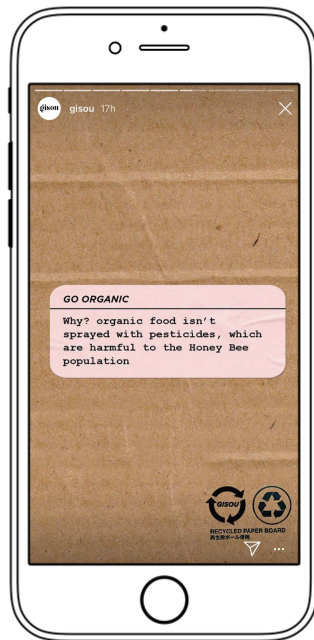 gisou
gisou 17h
GO ORGANIC
Why? organic food isn't
sprayed with pesticides, which
are harmful to the Honey Bee
population
GISOU
RECYCLED PAPER BOARD